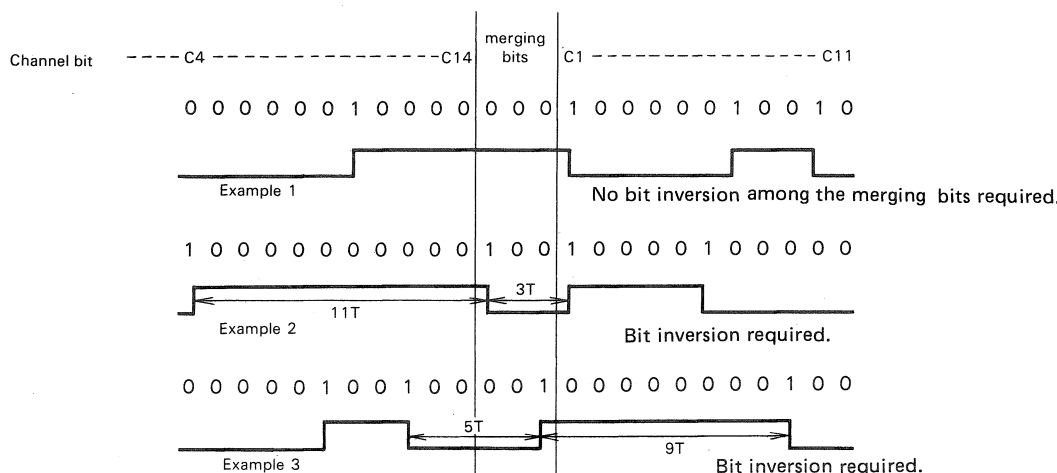 merging
bits
Channel bit ---- C4 ---- C14 C1 ---- C11
0 0 0 0 0 0 1 0 0 0 0 0 0 0 1 0 0 0 0 0 1 0 0 1 0
Example 1
No bit inversion among the merging bits required.
1 0 0 0 0 0 0 0 0 0 0 1 0 0 1 0 0 0 0 1 0 0 0 0 0
11T 3T
Example 2
Bit inversion required.
0 0 0 0 0 1 0 0 1 0 0 0 0 1 0 0 0 0 0 0 0 0 1 0 0
5T 9T
Example 3
Bit inversion required.